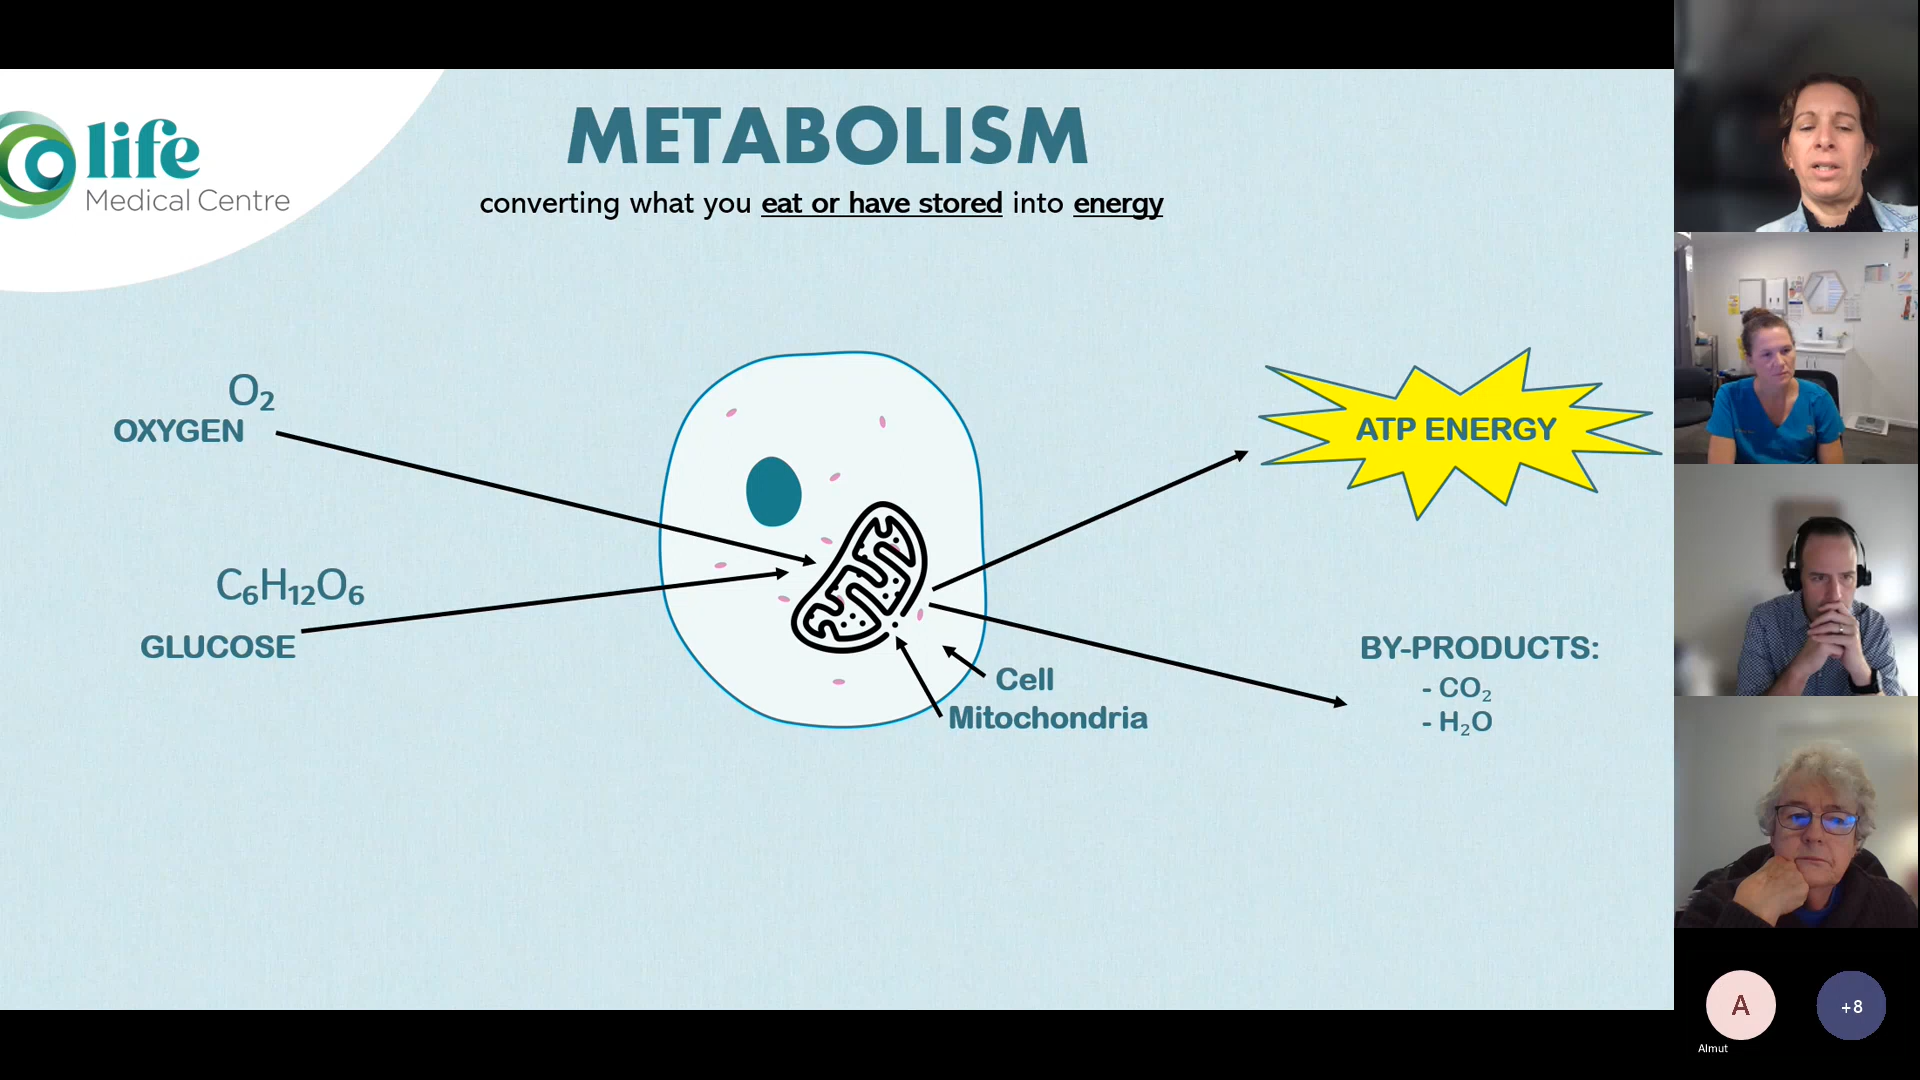 life
Medical Centre
METABOLISM
converting what you eat or have stored into energy
O₂
OXYGEN
C₆H₁₂O₆
GLUCOSE
ATP ENERGY
Cell
Mitochondria
BY-PRODUCTS:
- CO₂
- H₂O
A
Almut
+8